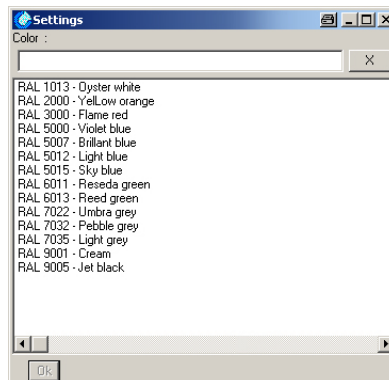 Settings
Color :
X
RAL 1013 - Oyster white
RAL 2000 - YelLow orange
RAL 3000 - Flame red
RAL 5000 - Violet blue
RAL 5007 - Brillant blue
RAL 5012 - Light blue
RAL 5015 - Sky blue
RAL 6011 - Reseda green
RAL 6013 - Reed green
RAL 7022 - Umbra grey
RAL 7032 - Pebble grey
RAL 7035 - Light grey
RAL 9001 - Cream
RAL 9005 - Jet black
Ok